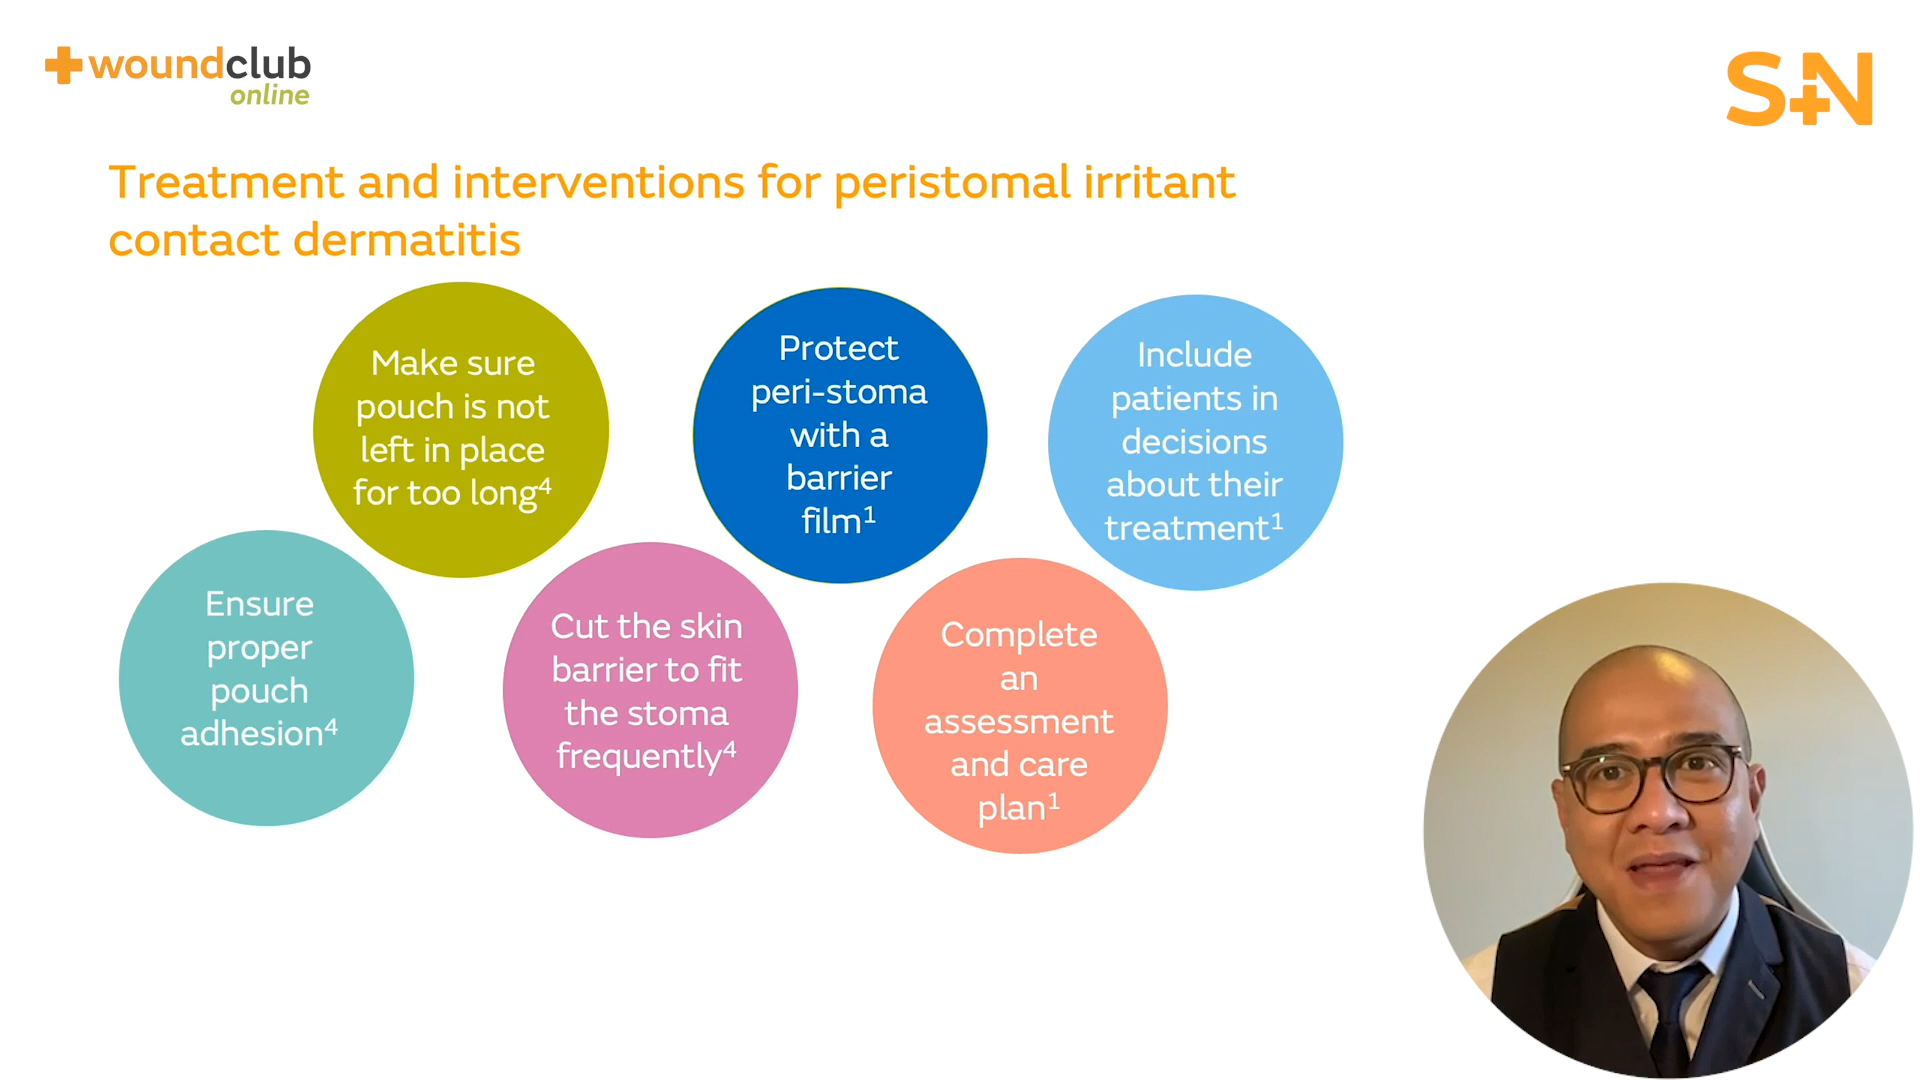 woundclub
online
S+N
Treatment and interventions for peristomal irritant
contact dermatitis
Make sure
pouch is not
left in place
for too long⁴
Protect
peri-stoma
with a
barrier
film¹
Include
patients in
decisions
about their
treatment¹
Ensure
proper
pouch
adhesion⁴
Cut the skin
barrier to fit
the stoma
frequently⁴
Complete
an
assessment
and care
plan¹